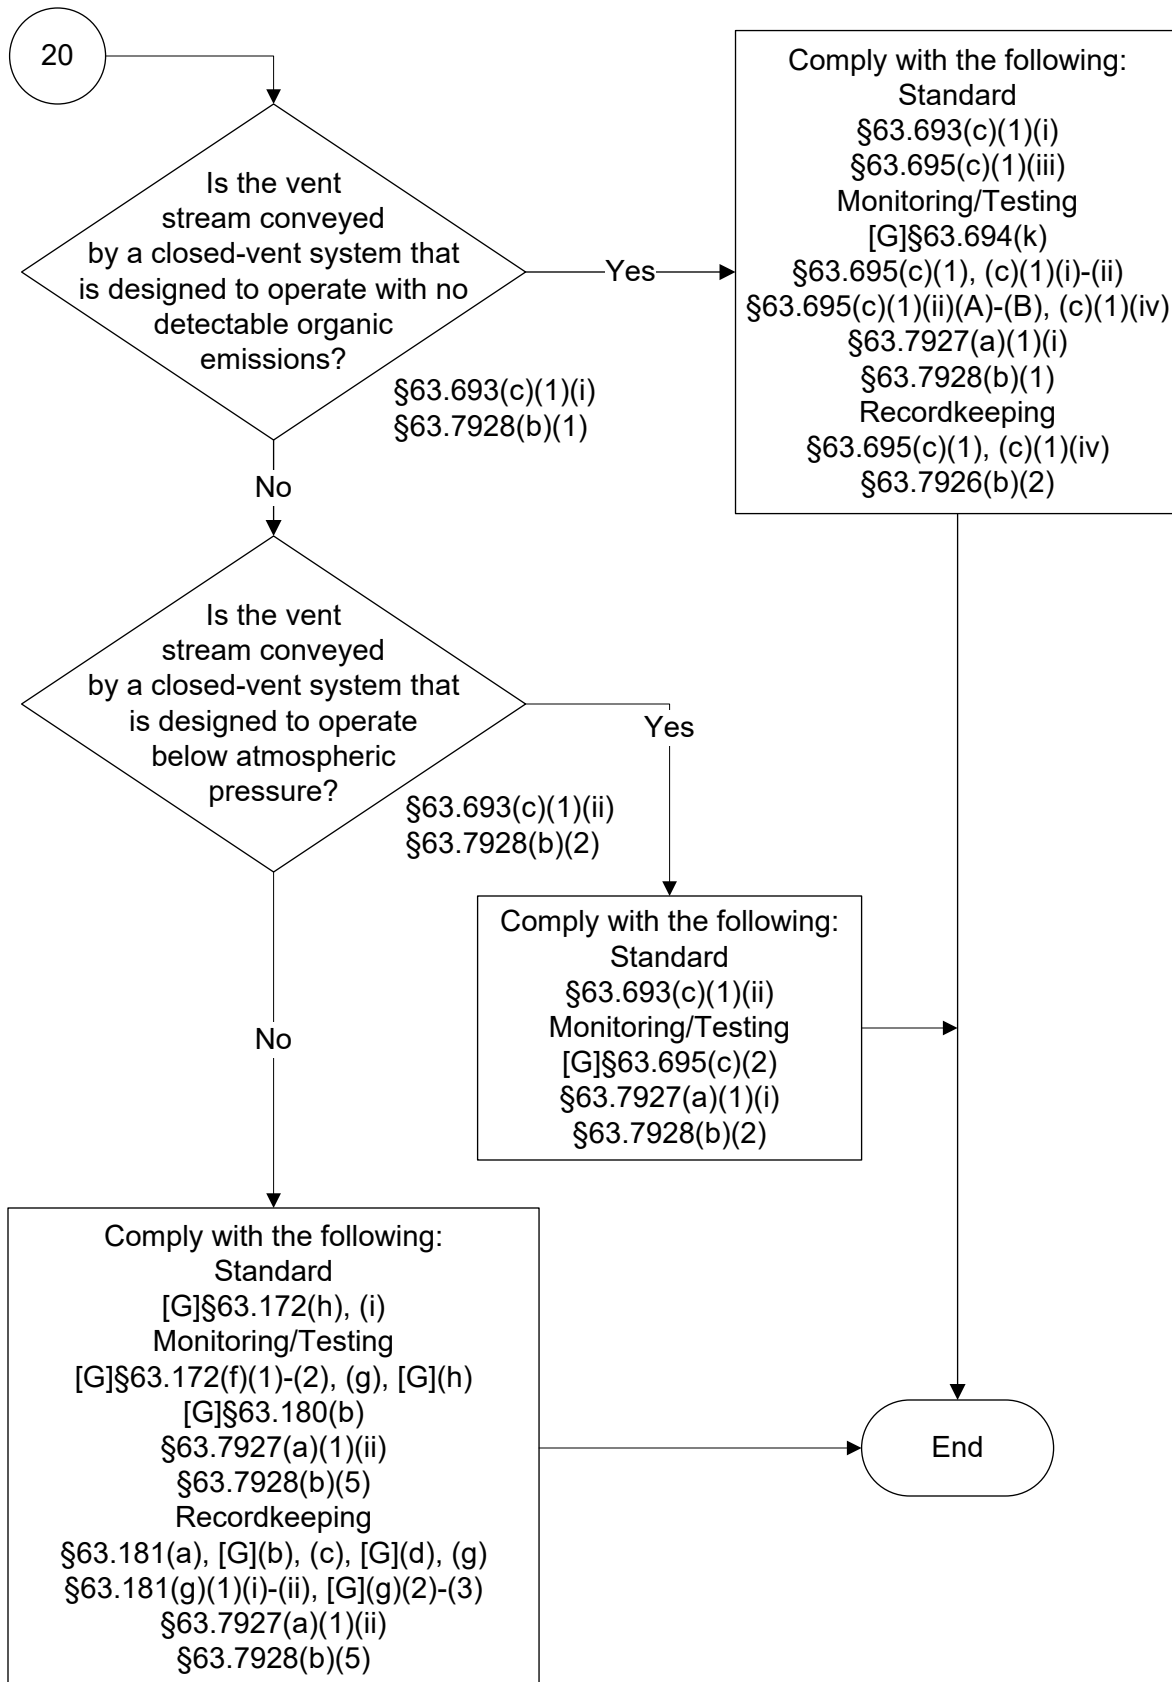 20
Is the vent
stream conveyed
by a closed-vent system that
is designed to operate with no
detectable organic
emissions?
§63.693(c)(1)(i)
§63.7928(b)(1)
Yes
Comply with the following:
Standard
§63.693(c)(1)(i)
§63.695(c)(1)(iii)
Monitoring/Testing
[G]§63.694(k)
§63.695(c)(1), (c)(1)(i)-(ii)
§63.695(c)(1)(ii)(A)-(B), (c)(1)(iv)
§63.7927(a)(1)(i)
§63.7928(b)(1)
Recordkeeping
§63.695(c)(1), (c)(1)(iv)
§63.7926(b)(2)
No
Is the vent
stream conveyed
by a closed-vent system that
is designed to operate
below atmospheric
pressure?
§63.693(c)(1)(ii)
§63.7928(b)(2)
Yes
Comply with the following:
Standard
§63.693(c)(1)(ii)
Monitoring/Testing
[G]§63.695(c)(2)
§63.7927(a)(1)(i)
§63.7928(b)(2)
No
Comply with the following:
Standard
[G]§63.172(h), (i)
Monitoring/Testing
[G]§63.172(f)(1)-(2), (g), [G](h)
[G]§63.180(b)
§63.7927(a)(1)(ii)
§63.7928(b)(5)
Recordkeeping
§63.181(a), [G](b), (c), [G](d), (g)
§63.181(g)(1)(i)-(ii), [G](g)(2)-(3)
§63.7927(a)(1)(ii)
§63.7928(b)(5)
End